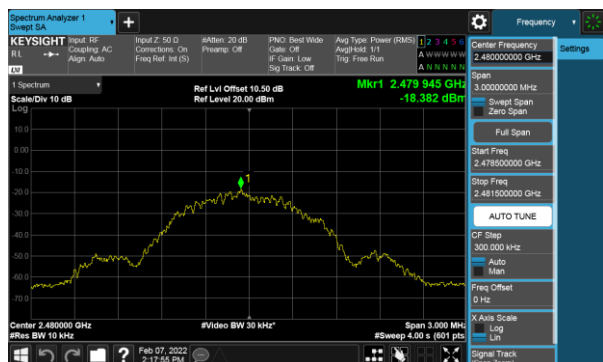 Spectrum Analyzer 1
Swept SA
Frequency
KEYSIGHT
RL
Input: RF
Coupling: AC
Align: Auto
Input Z: 50 Ω
Corrections: On
Freq Ref: Int (S)
#Atten: 20 dB
Preamp: Off
PNO: Best Wide
Gate: Off
IF Gain: Low
Sig Track: Off
Avg Type: Power (RMS)
Avg|Hold: 1/1
Trig: Free Run
1 2 3 4 5 6
A W W W W W
A N N N N N
LXI
1 Spectrum
Scale/Div 10 dB
Ref Lvl Offset 10.50 dB
Ref Level 20.00 dBm
Mkr1 2.479 945 GHz
-18.382 dBm
Log
10.0
0.00
-10.0
-20.0
-30.0
-40.0
-50.0
-60.0
-70.0
1
Center 2.480000 GHz
#Res BW 10 kHz
#Video BW 30 kHz*
Span 3.000 MHz
#Sweep 4.00 s (601 pts)
Feb 07, 2022
2:17:55 PM
?
Center Frequency
2.480000000 GHz
Settings
Span
3.00000000 MHz
Swept Span
Zero Span
Full Span
Start Freq
2.478500000 GHz
Stop Freq
2.481500000 GHz
AUTO TUNE
CF Step
300.000 kHz
Auto
Man
Freq Offset
0 Hz
X Axis Scale
Log
Lin
Signal Track